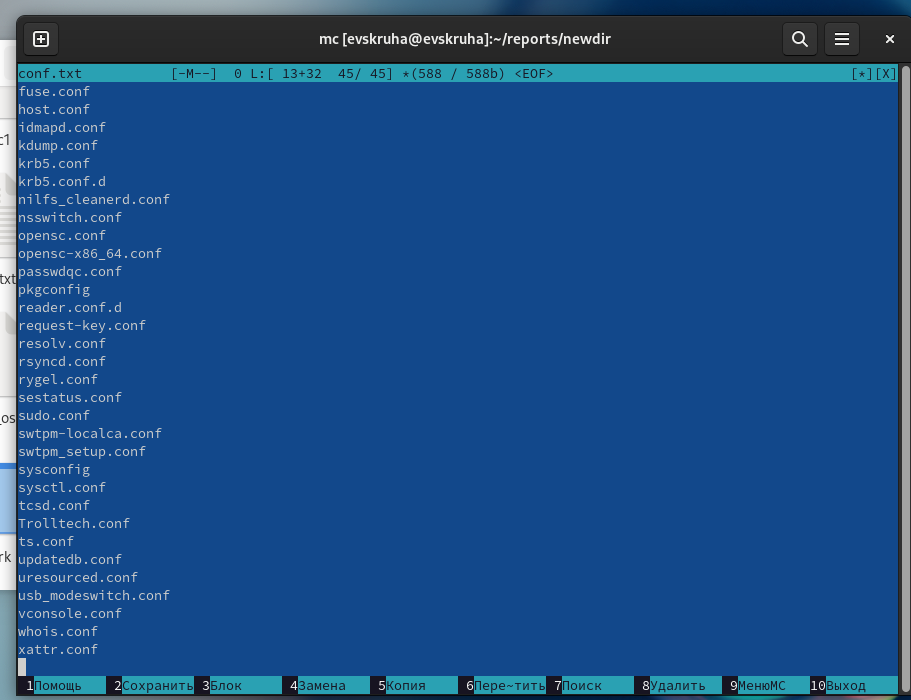 mc [evskruha@evskruha]:~/reports/newdir
conf.txt [-M--] 0 L:[ 13+32 45/ 45] *(588 / 588b) <EOF> [*][X]
fuse.conf
host.conf
idmapd.conf
kdump.conf
krb5.conf
krb5.conf.d
nilfs_cleanerd.conf
nsswitch.conf
opensc.conf
opensc-x86_64.conf
passwdqc.conf
pkgconfig
reader.conf.d
request-key.conf
resolv.conf
rsyncd.conf
rygel.conf
sestatus.conf
sudo.conf
swtpm-localca.conf
swtpm_setup.conf
sysconfig
sysctl.conf
tcsd.conf
Trolltech.conf
ts.conf
updatedb.conf
uresourced.conf
usb_modeswitch.conf
vconsole.conf
whois.conf
xattr.conf
1Помощь 2Сохранить 3Блок 4Замена 5Копия 6Пере~тить 7Поиск 8Удалить 9МенюMC 10Выход
c1
txt
_os
rk